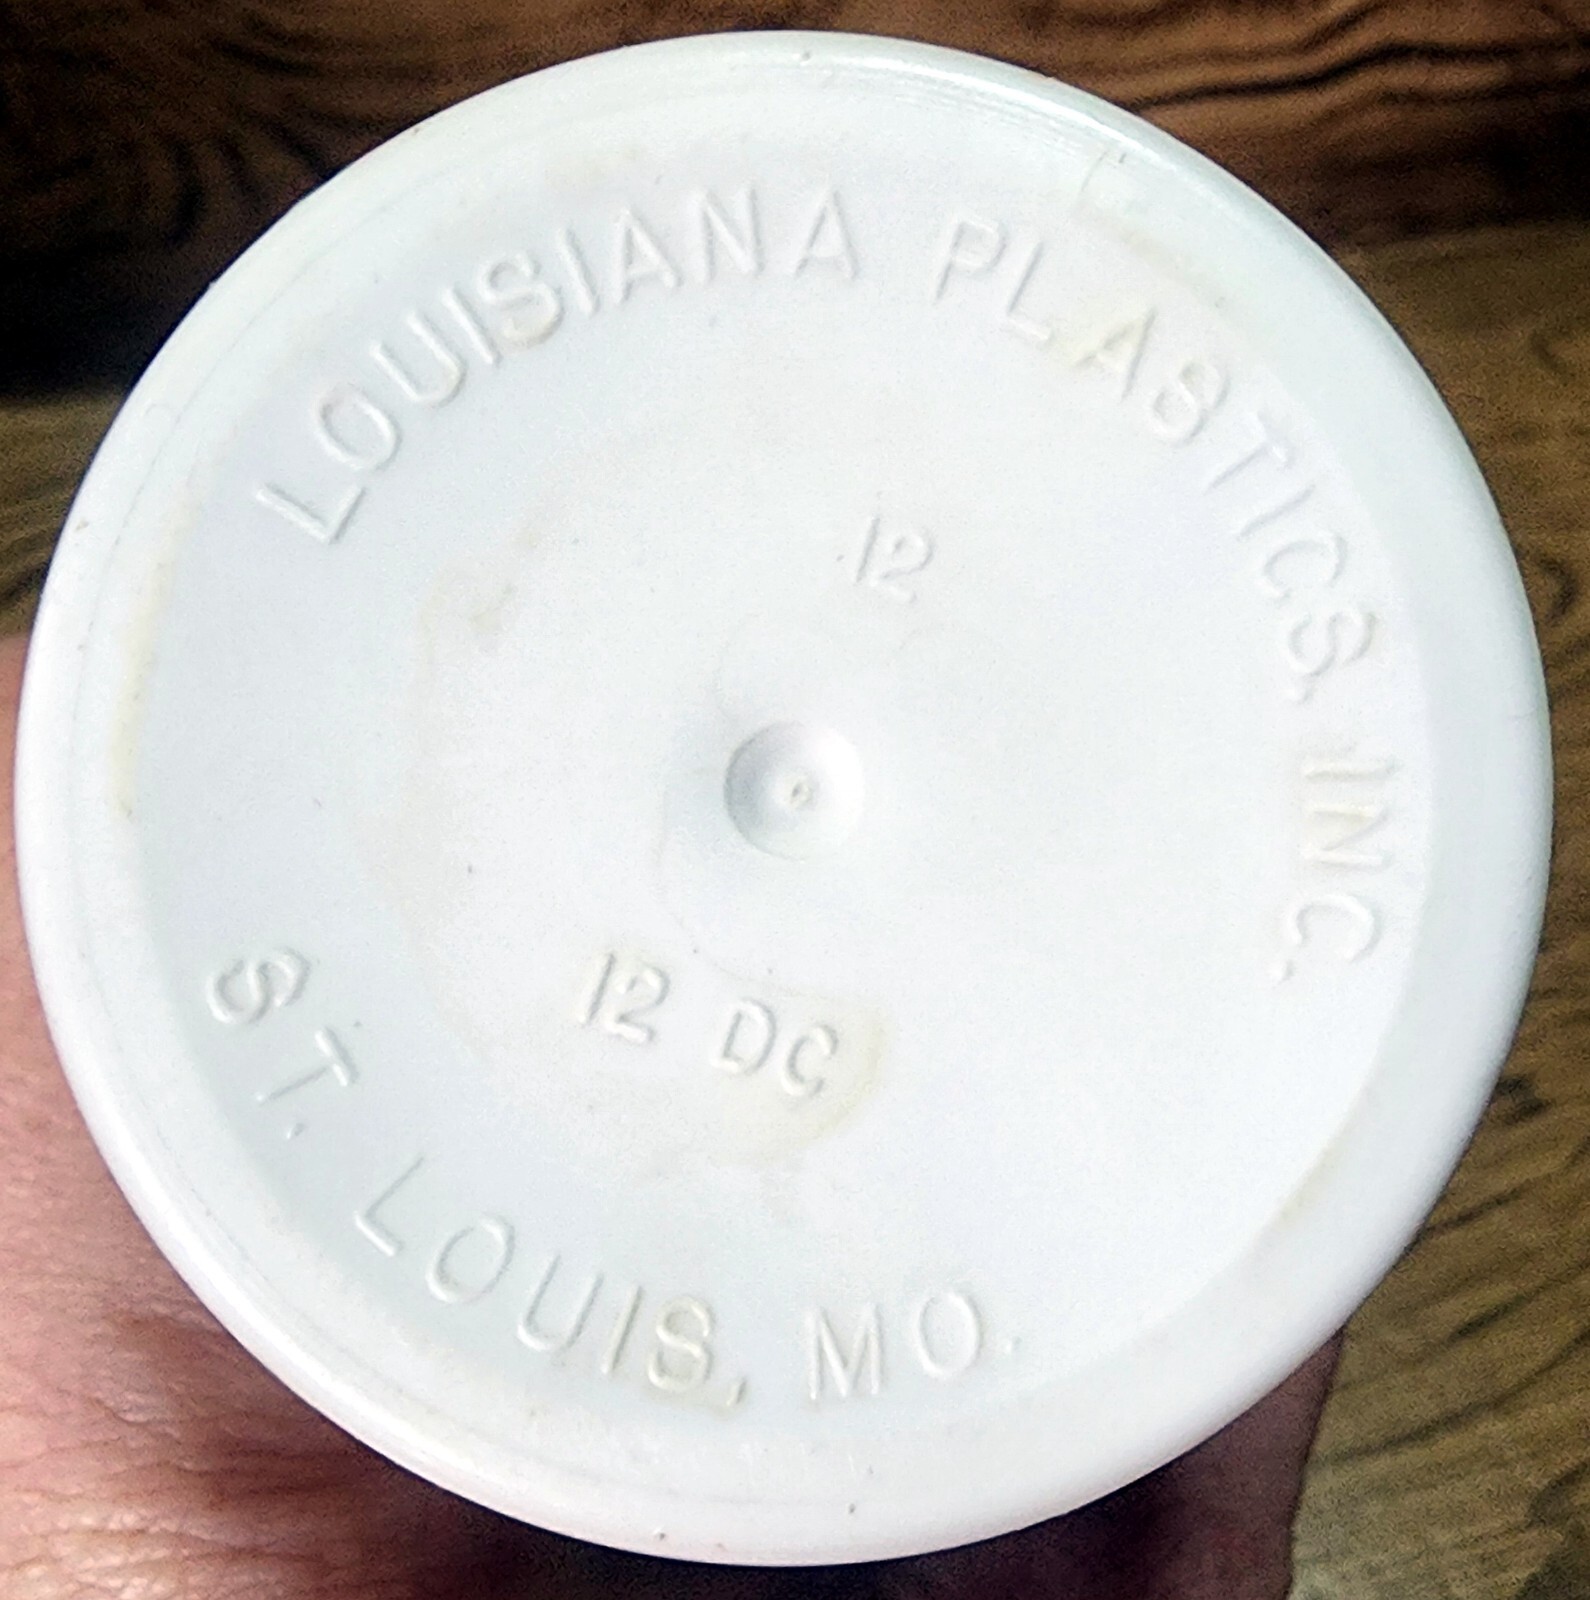 LOUISIANA PLASTICS, INC.
12
12 DC
ST. LOUIS, MO.